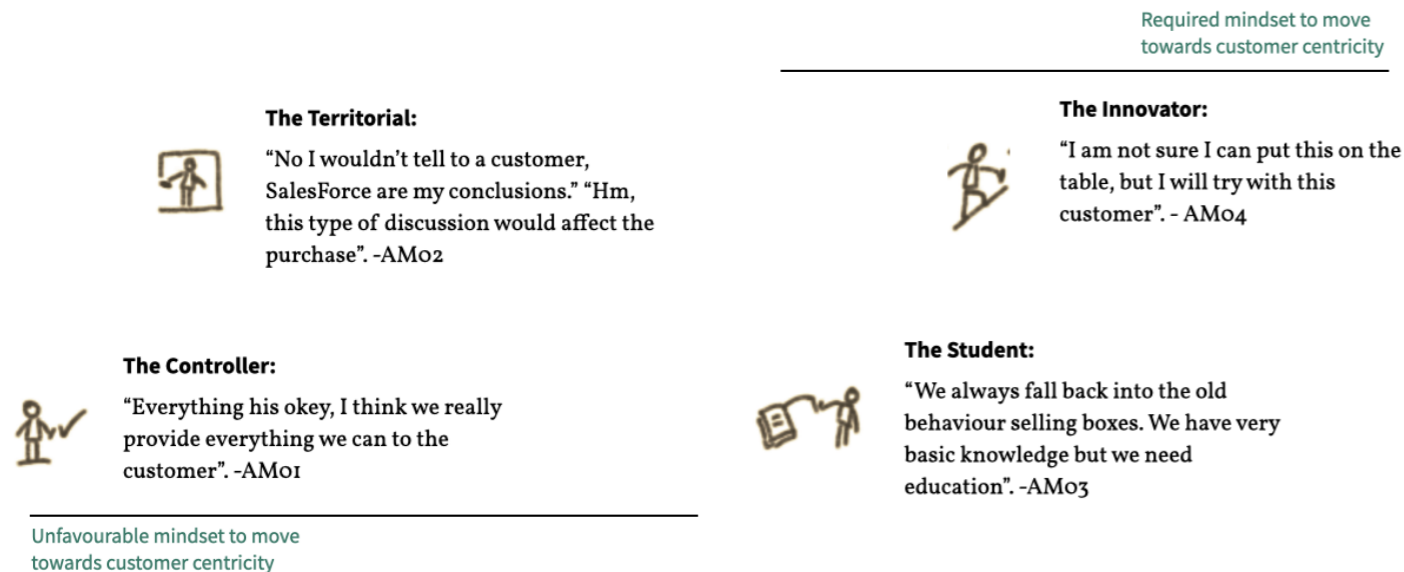 Required mindset to move
towards customer centricity
The Territorial:
“No I wouldn’t tell to a customer,
SalesForce are my conclusions.” “Hm,
this type of discussion would affect the
purchase”. -AM02
The Innovator:
“I am not sure I can put this on the
table, but I will try with this
customer”. - AM04
The Controller:
“Everything his okey, I think we really
provide everything we can to the
customer”. -AM01
The Student:
“We always fall back into the old
behaviour selling boxes. We have very
basic knowledge but we need
education”. -AM03
Unfavourable mindset to move
towards customer centricity